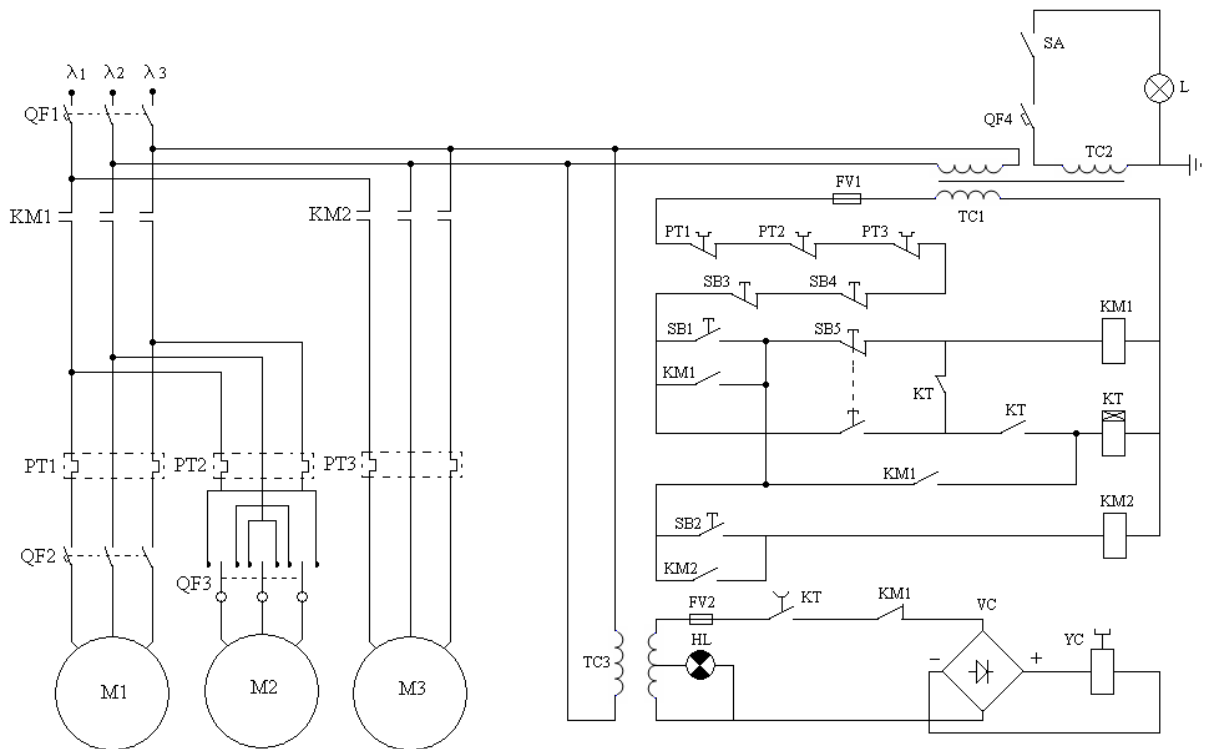 SA
L
λ1 λ2 λ3
QF1
QF4
TC2
FV1
TC1
KM1
KM2
PT1
PT2
PT3
SB3
SB4
KM1
SB1
SB5
KM1
KT
KT
KT
PT1
PT2
PT3
KM1
KM2
SB2
QF2
QF3
KM2
FV2
KT
KM1
VC
YC
HL
TC3
− +
M1
M2
M3